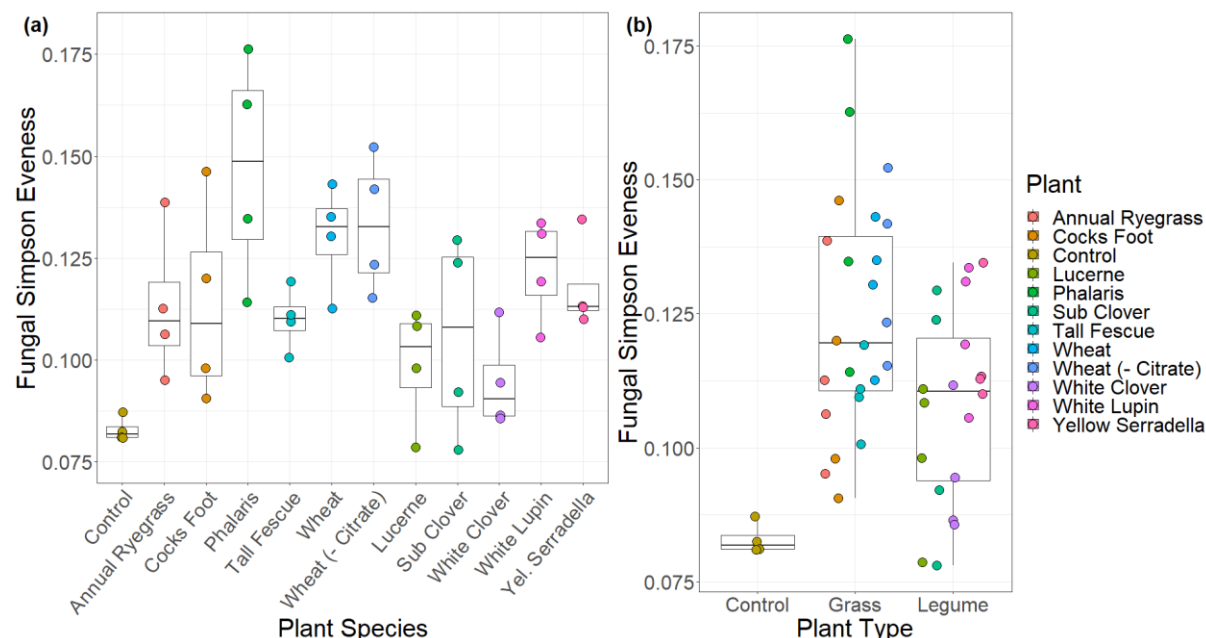 (a)
Fungal Simpson Eveness
0.175
0.150
0.125
0.100
0.075
Control
Annual Ryegrass
Cocks Foot
Phalaris
Tall Fescue
Wheat
Wheat (- Citrate)
Lucerne
Sub Clover
White Clover
White Lupin
Yel. Serradella
Plant Species
(b)
Fungal Simpson Eveness
0.175
0.150
0.125
0.100
0.075
Control
Grass
Legume
Plant Type
Plant
Annual Ryegrass
Cocks Foot
Control
Lucerne
Phalaris
Sub Clover
Tall Fescue
Wheat
Wheat (- Citrate)
White Clover
White Lupin
Yellow Serradella